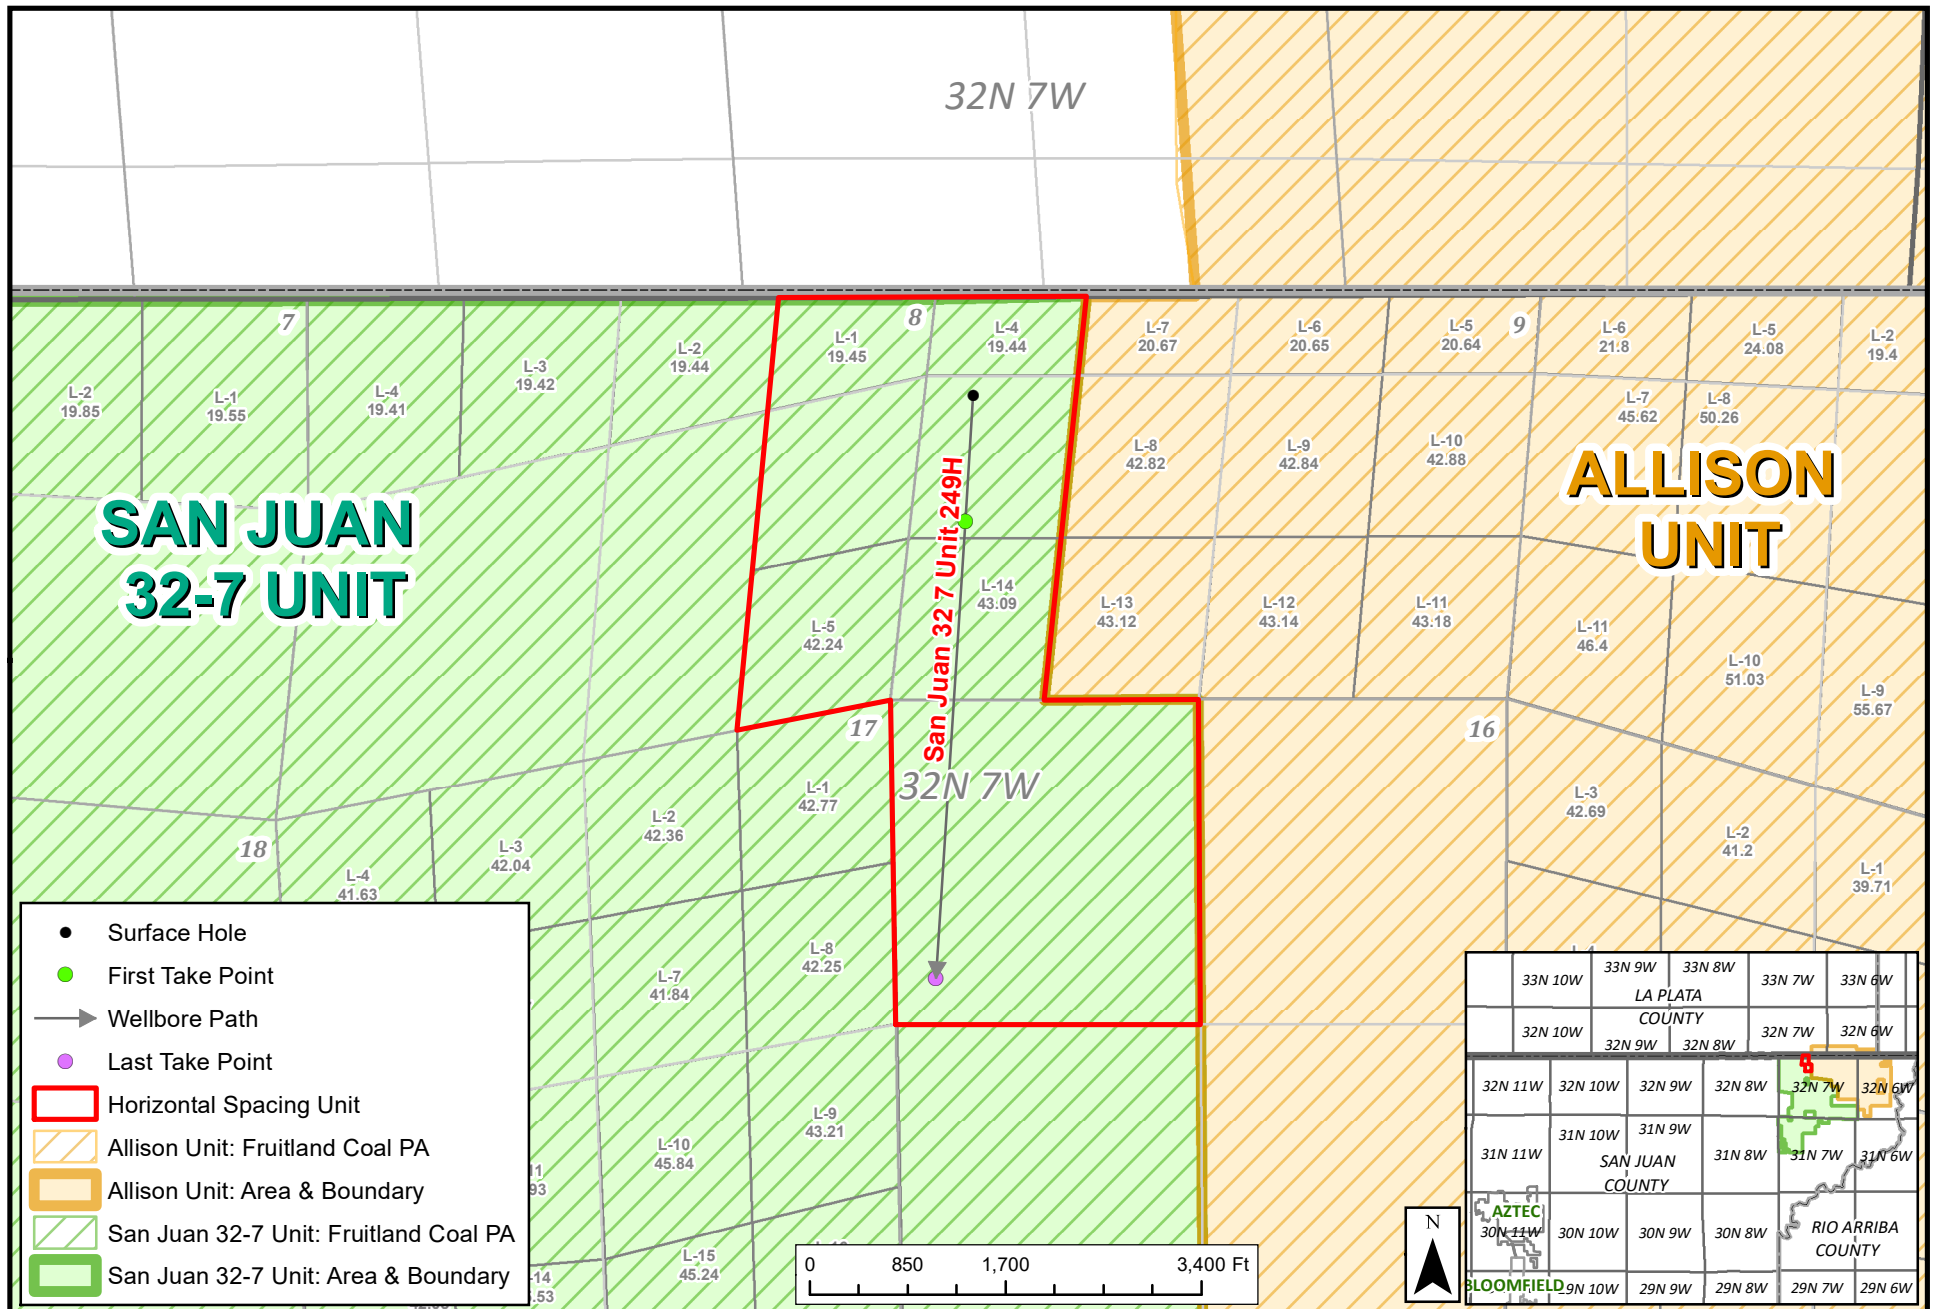 32N 7W
7
8
9
L-2
19.85
L-1
19.55
L-4
19.41
L-3
19.42
L-2
19.44
L-1
19.45
L-4
19.44
L-7
20.67
L-6
20.65
L-5
20.64
L-6
21.8
L-5
24.08
L-2
19.4
L-7
45.62
L-8
50.26
L-8
42.82
L-9
42.84
L-10
42.88
SAN JUAN
32-7 UNIT
ALLISON
UNIT
San Juan 32 7 Unit 249H
L-5
42.24
L-14
43.09
L-13
43.12
L-12
43.14
L-11
43.18
L-11
46.4
L-10
51.03
L-9
55.67
17
16
18
32N 7W
L-1
42.77
L-2
42.36
L-3
42.04
L-4
41.63
L-3
42.69
L-2
41.2
L-1
39.71
L-8
42.25
L-7
41.84
L-9
43.21
L-10
45.84
L-15
45.24
Surface Hole
First Take Point
Wellbore Path
Last Take Point
Horizontal Spacing Unit
Allison Unit: Fruitland Coal PA
Allison Unit: Area & Boundary
San Juan 32-7 Unit: Fruitland Coal PA
San Juan 32-7 Unit: Area & Boundary
0 850 1,700 3,400 Ft
N
33N 10W
33N 9W
33N 8W
33N 7W
33N 6W
LA PLATA
COUNTY
32N 10W
32N 9W
32N 8W
32N 7W
32N 6W
32N 11W
32N 10W
32N 9W
32N 8W
32N 7W
32N 6W
31N 11W
31N 10W
31N 9W
31N 8W
31N 7W
31N 6W
SAN JUAN
COUNTY
AZTEC
30N 11W
30N 10W
30N 9W
30N 8W
RIO ARRIBA
COUNTY
BLOOMFIELD
29N 10W
29N 9W
29N 8W
29N 7W
29N 6W